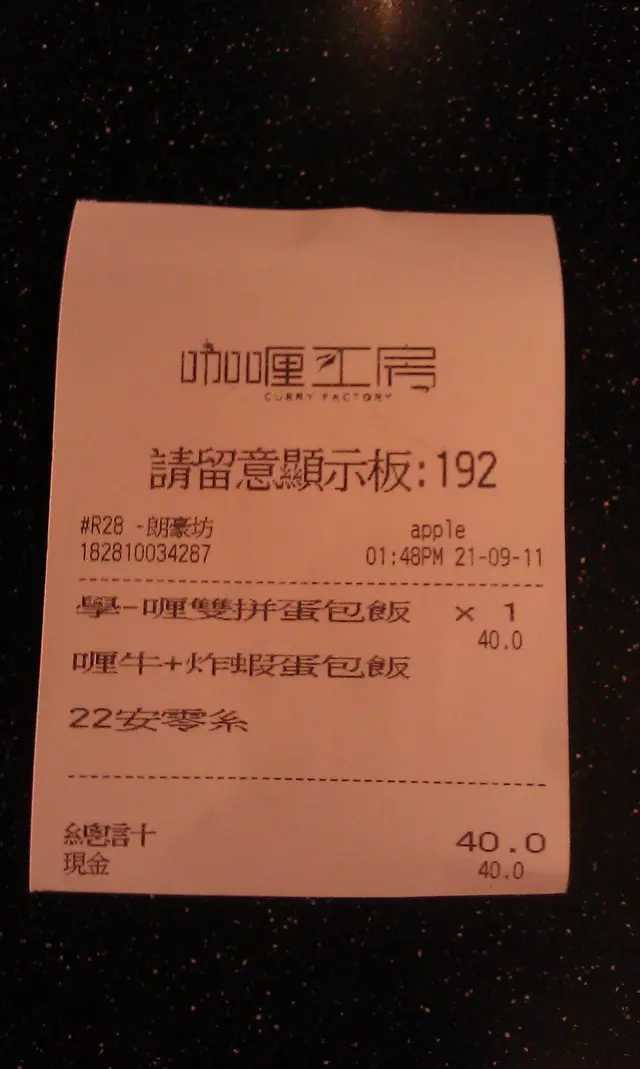 咖喱工房
CURRY FACTORY
請留意顯示板:192
#R28 -朗豪坊 apple
182810034287 01:48PM 21-09-11
學-喱雙拼蛋包飯 × 1
40.0
喱牛+炸蝦蛋包飯
22安零系
總計 40.0
現金 40.0